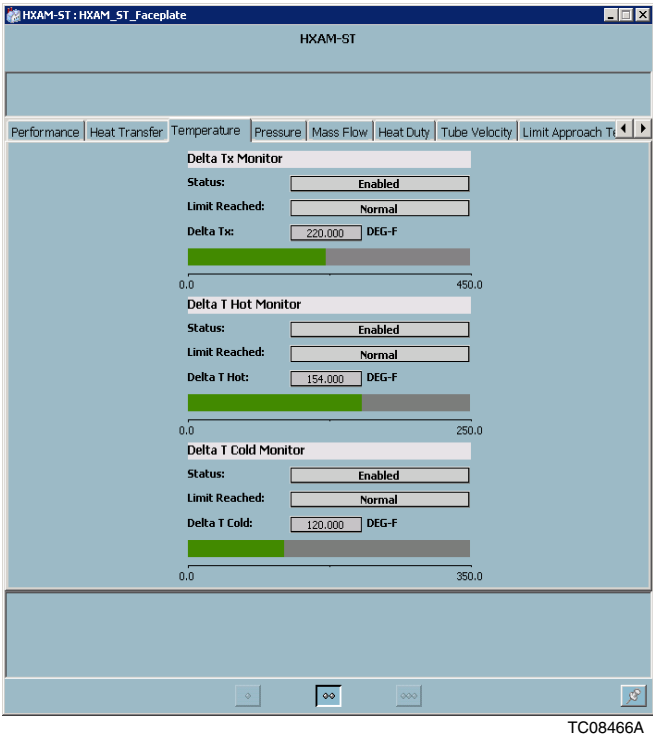 HXAM-ST : HXAM_ST_Faceplate
HXAM-ST
Performance Heat Transfer Temperature Pressure Mass Flow Heat Duty Tube Velocity Limit Approach Te
Delta Tx Monitor
Status: Enabled
Limit Reached: Normal
Delta Tx: 220.000 DEG-F
0.0 450.0
Delta T Hot Monitor
Status: Enabled
Limit Reached: Normal
Delta T Hot: 154.000 DEG-F
0.0 250.0
Delta T Cold Monitor
Status: Enabled
Limit Reached: Normal
Delta T Cold: 120.000 DEG-F
0.0 350.0
TC08466A